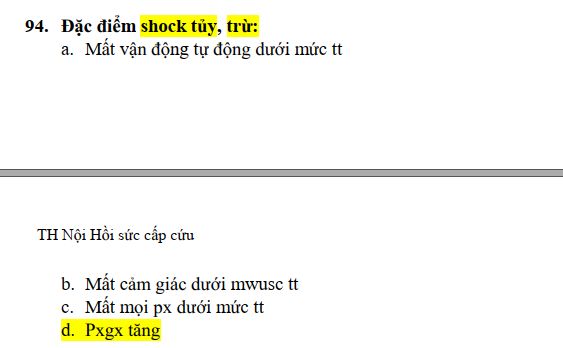 94. Đặc điểm shock tủy, trừ:
a. Mất vận động tự động dưới mức tt
TH Nội Hồi sức cấp cứu
b. Mất cảm giác dưới mwusc tt
c. Mất mọi px dưới mức tt
d. Pxgx tăng